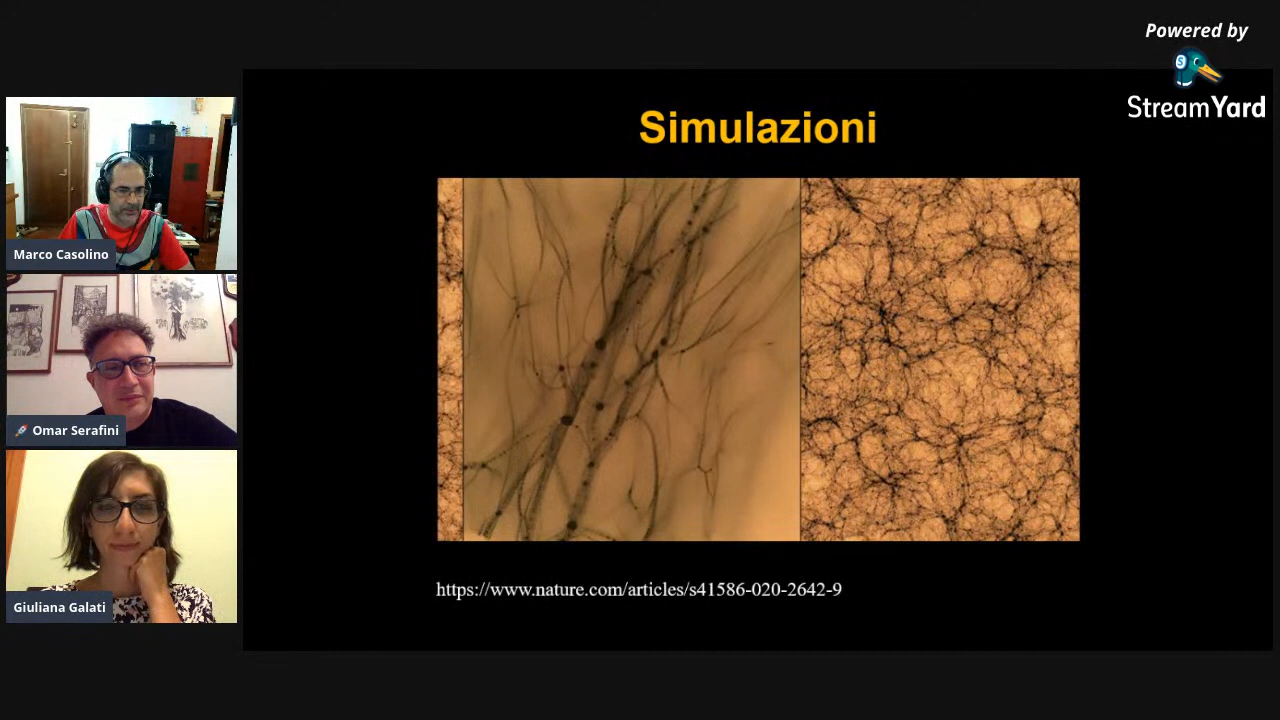 Powered by
StreamYard
Simulazioni
Marco Casolino
🚀 Omar Serafini
Giuliana Galati
https://www.nature.com/articles/s41586-020-2642-9